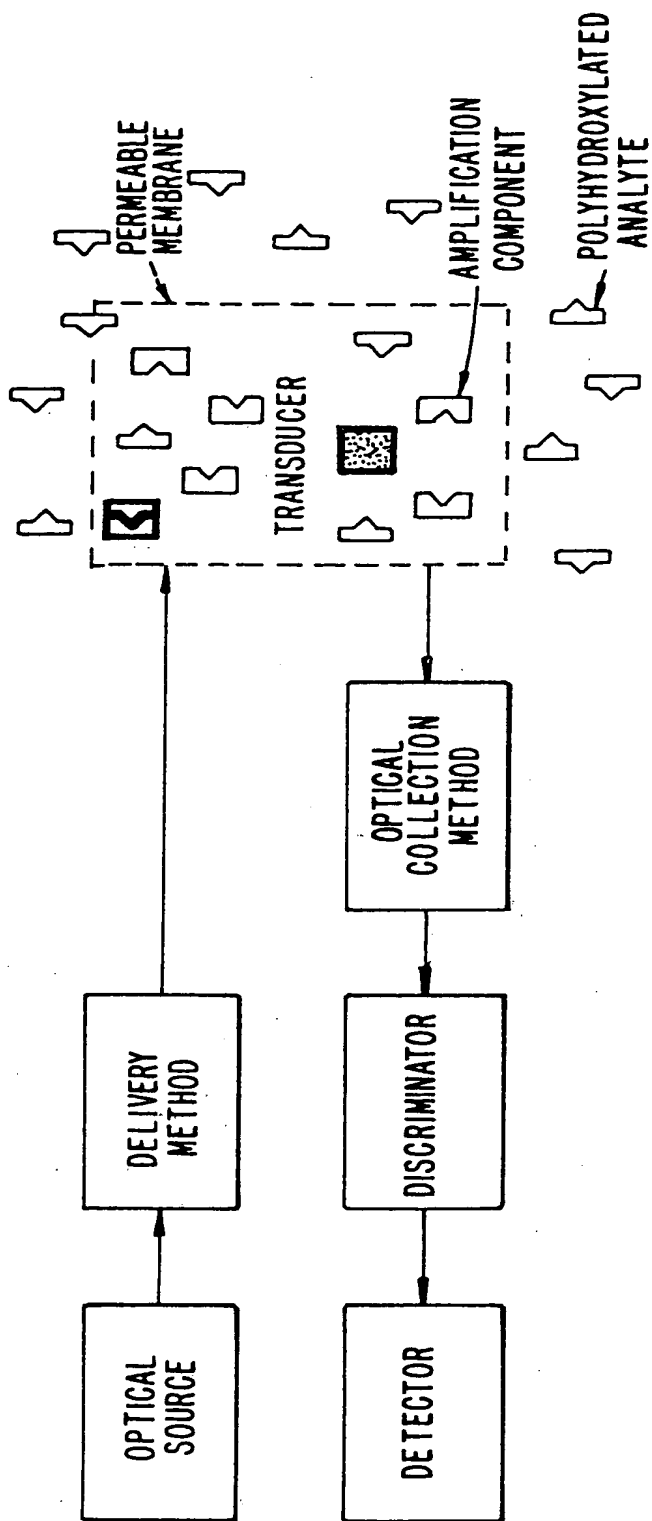 OPTICAL
SOURCE
DELIVERY
METHOD
PERMEABLE
MEMBRANE
TRANSDUCER
AMPLIFICATION
COMPONENT
POLYHYDROXYLATED
ANALYTE
OPTICAL
COLLECTION
METHOD
DISCRIMINATOR
DETECTOR